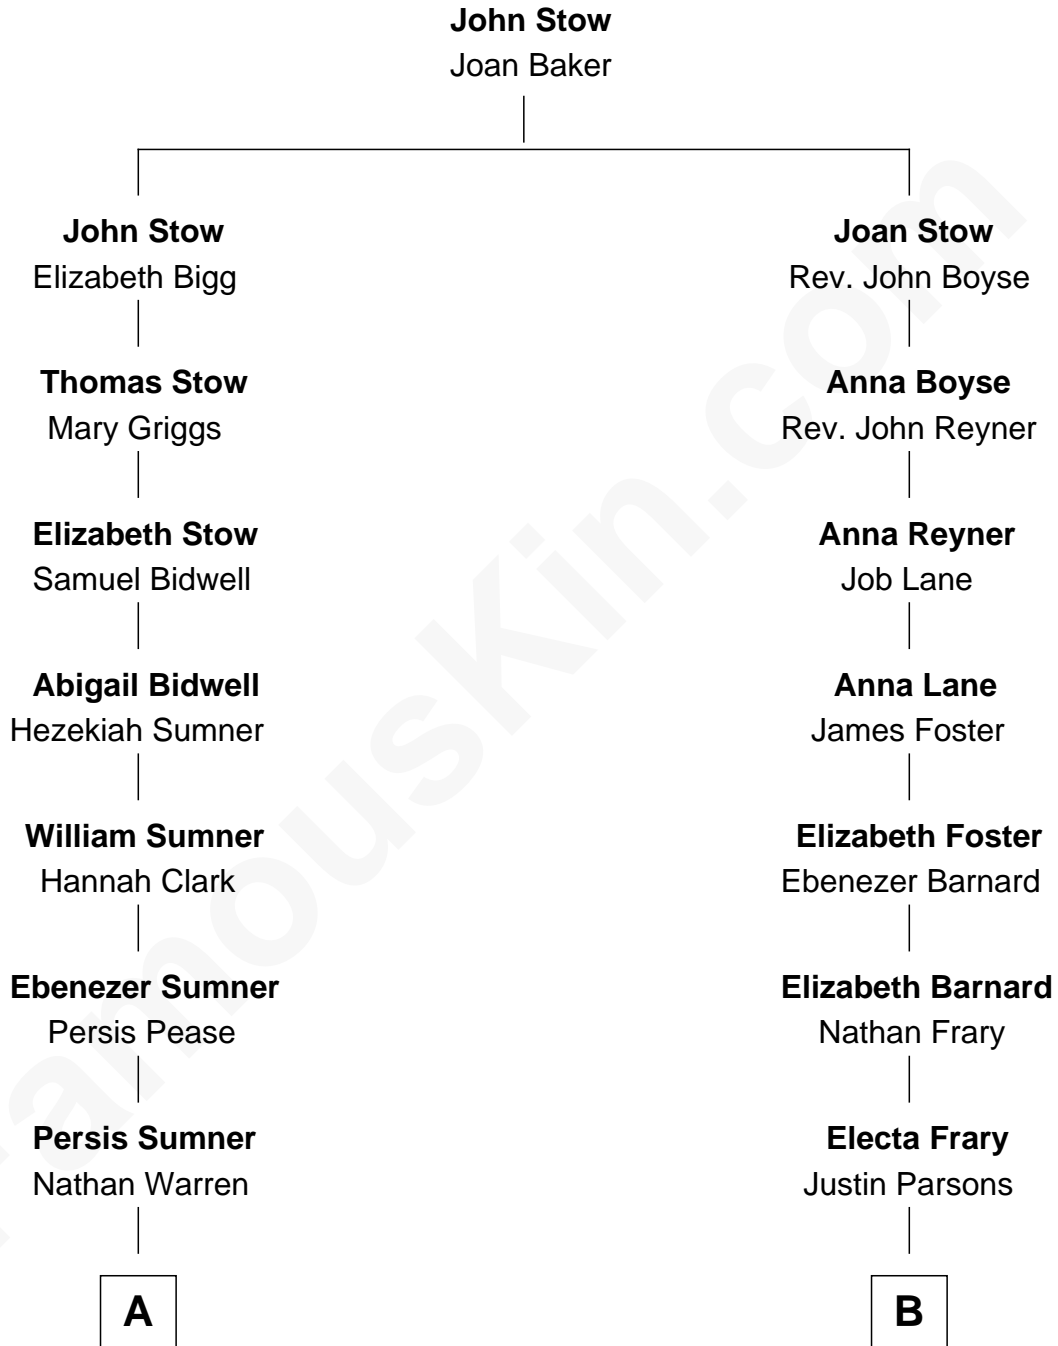 John Stow
Joan Baker
John Stow
Elizabeth Bigg
Joan Stow
Rev. John Boyse
Thomas Stow
Mary Griggs
Anna Boyse
Rev. John Reyner
Elizabeth Stow
Samuel Bidwell
Anna Reyner
Job Lane
Abigail Bidwell
Hezekiah Sumner
Anna Lane
James Foster
William Sumner
Hannah Clark
Elizabeth Foster
Ebenezer Barnard
Ebenezer Sumner
Persis Pease
Elizabeth Barnard
Nathan Frary
Persis Sumner
Nathan Warren
Electa Frary
Justin Parsons
A
B
FamousKin.com